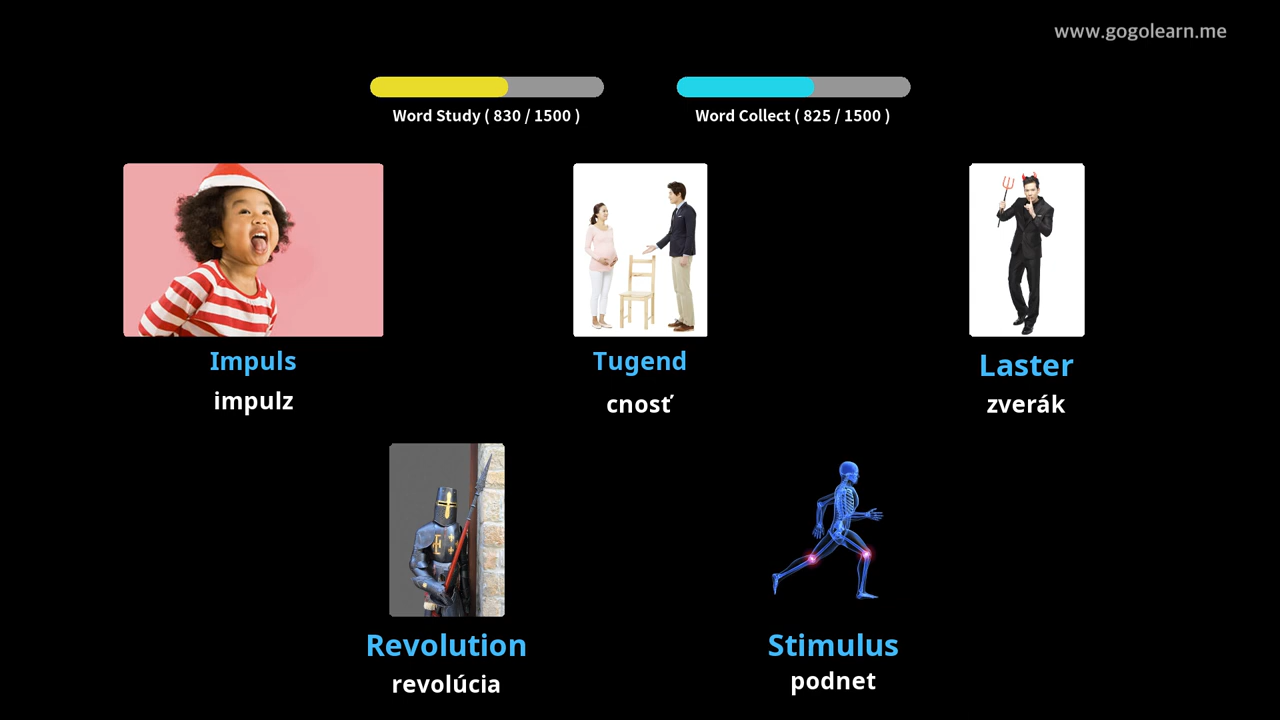 www.gogolearn.me
Word Study ( 830 / 1500 )
Word Collect ( 825 / 1500 )
Impuls
impulz
Tugend
cnosť
Laster
zverák
Revolution
revolúcia
Stimulus
podnet